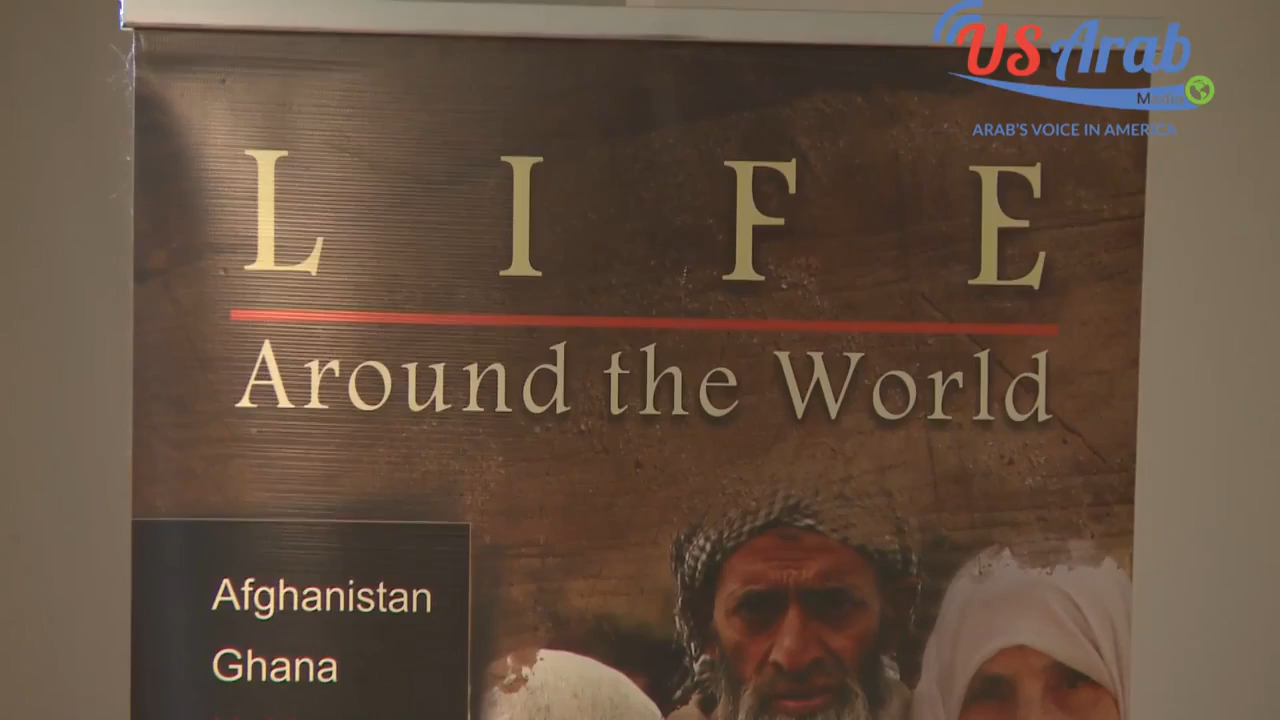 US Arab
Media
ARAB'S VOICE IN AMERICA
LIFE
Around the World
Afghanistan
Ghana